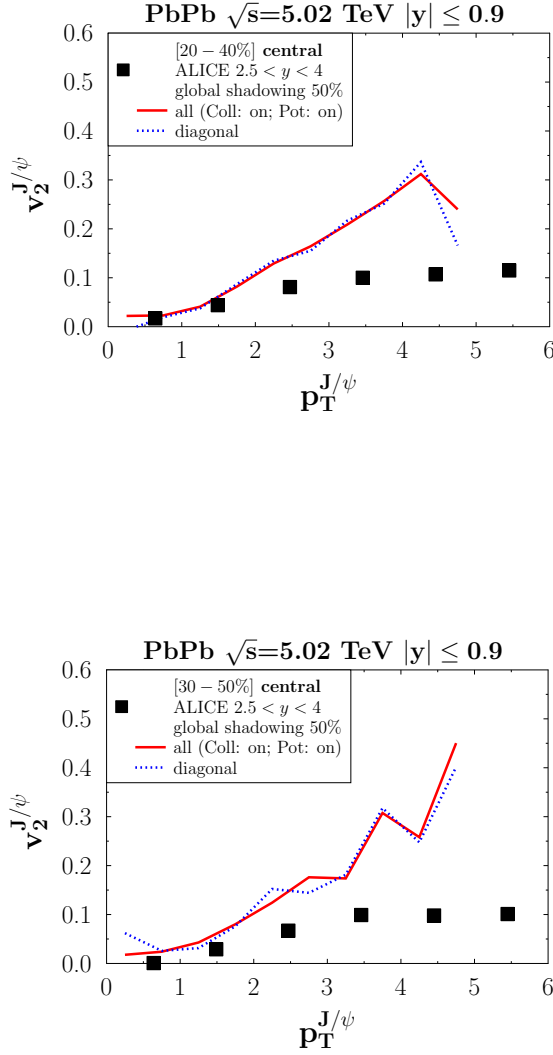 PbPb √s=5.02 TeV |y| ≤ 0.9
0.6
[20 − 40%] central
ALICE 2.5 < y < 4
global shadowing 50%
all (Coll: on; Pot: on)
diagonal
0.5
0.4
0.3
0.2
0.1
0.0
v₂^{J/ψ}
0 1 2 3 4 5 6
p_T^{J/ψ}
PbPb √s=5.02 TeV |y| ≤ 0.9
0.6
[30 − 50%] central
ALICE 2.5 < y < 4
global shadowing 50%
all (Coll: on; Pot: on)
diagonal
0.5
0.4
0.3
0.2
0.1
0.0
v₂^{J/ψ}
0 1 2 3 4 5 6
p_T^{J/ψ}